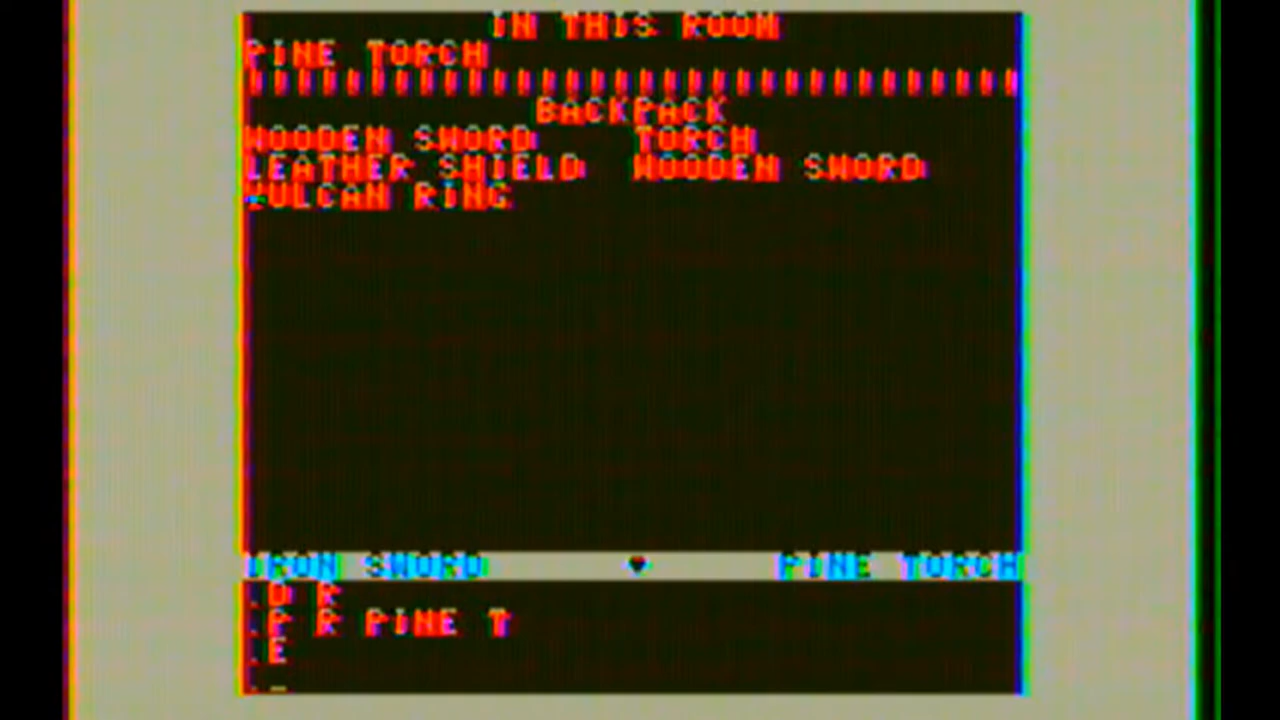 IN THIS ROOM
PINE TORCH
!!!!!!!!!!!!!!!!!!!!!!!!!!!!!!!!
BACKPACK
WOODEN SWORD TORCH
LEATHER SHIELD WOODEN SWORD
VULCAN RING
IRON SWORD ♥ PINE TORCH
.D R
.P R PINE T
.E
._